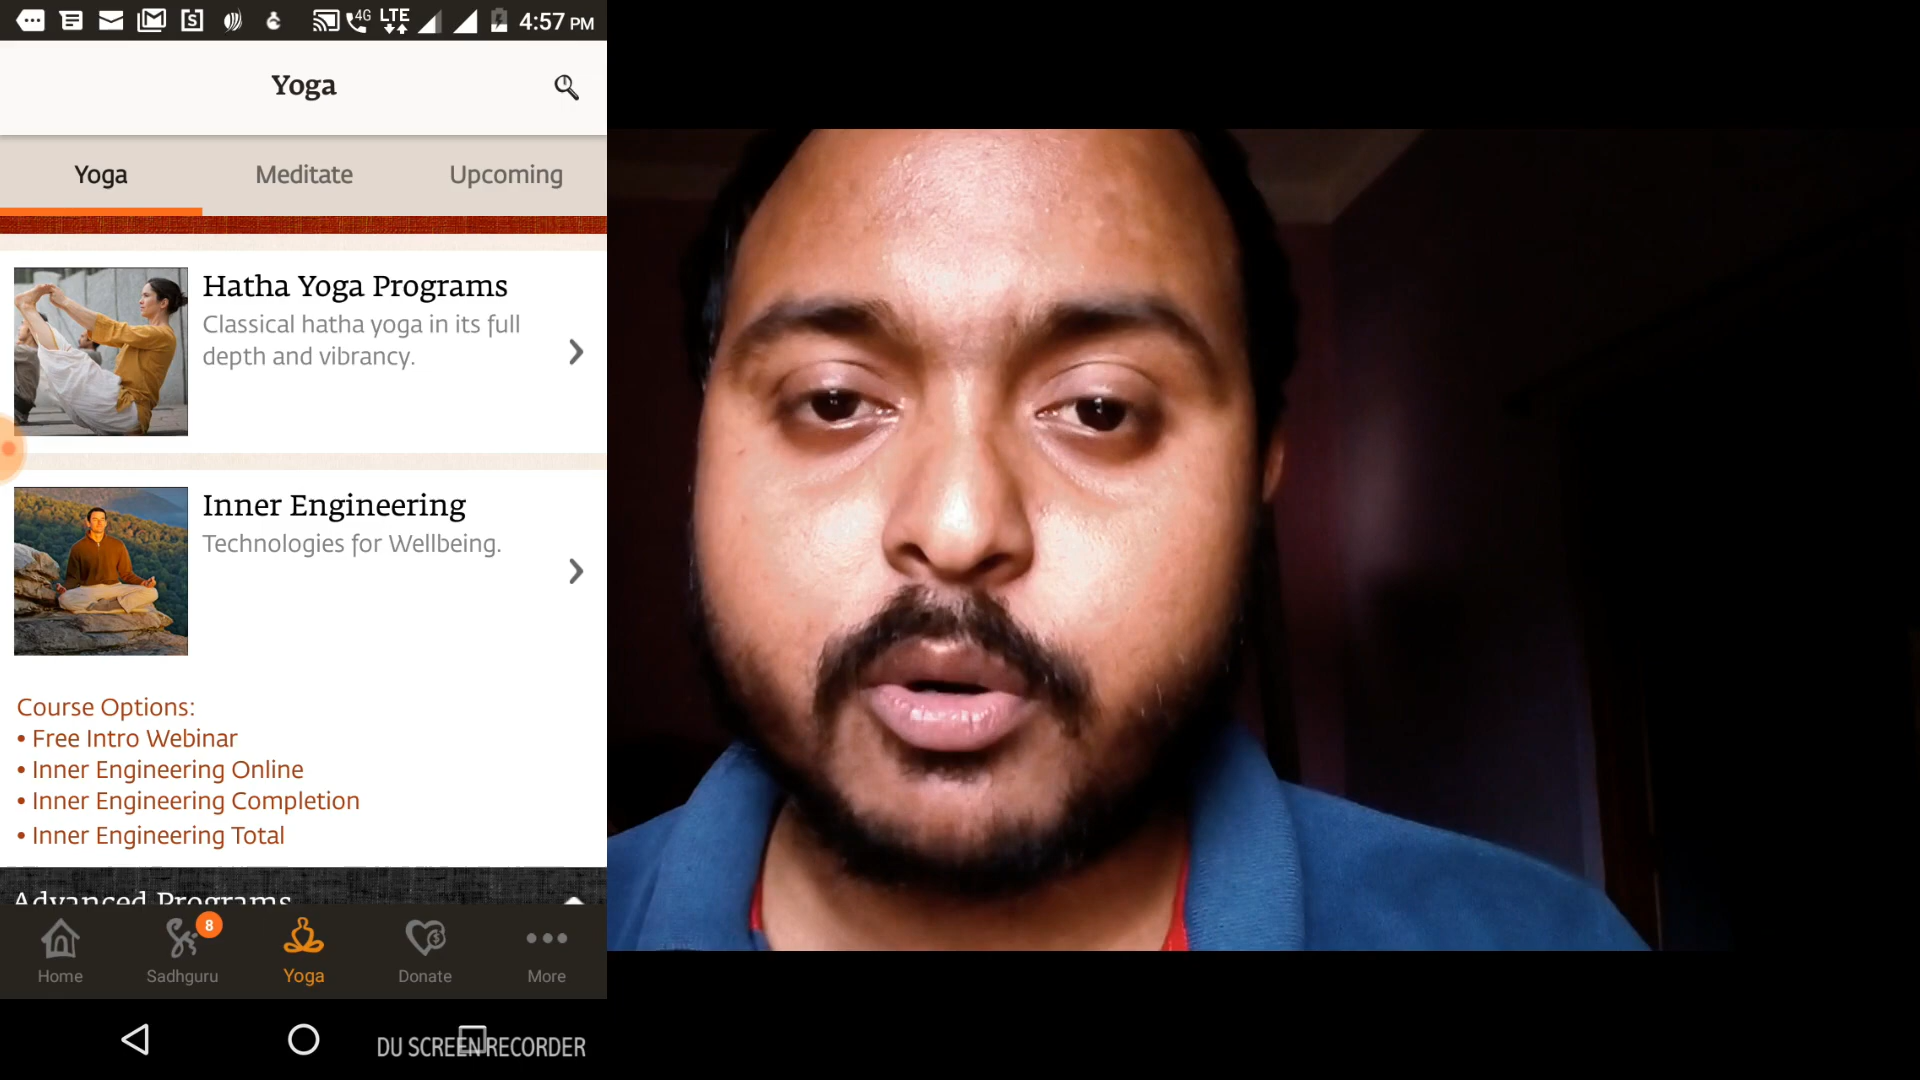 4G LTE 4:57 PM
Yoga
Yoga Meditate Upcoming
Hatha Yoga Programs
Classical hatha yoga in its full
depth and vibrancy.
Inner Engineering
Technologies for Wellbeing.
Course Options:
• Free Intro Webinar
• Inner Engineering Online
• Inner Engineering Completion
• Inner Engineering Total
Advanced Programs
8
Home Sadhguru Yoga Donate More
DU SCREEN RECORDER